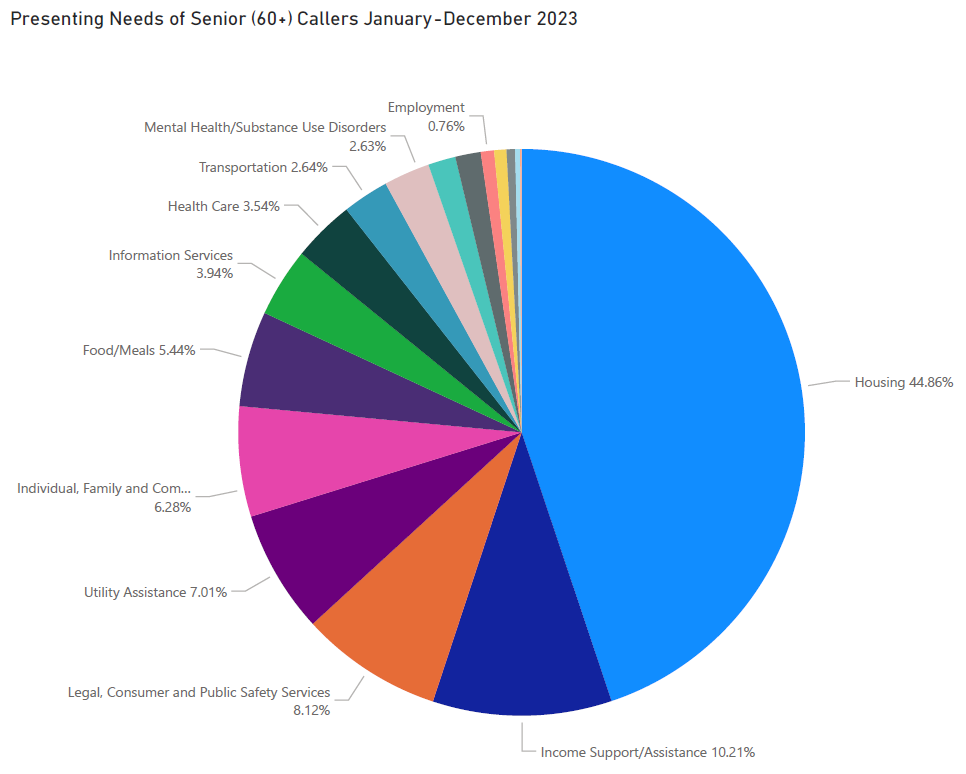 Presenting Needs of Senior (60+) Callers January-December 2023
Employment
0.76%
Mental Health/Substance Use Disorders
2.63%
Transportation 2.64%
Health Care 3.54%
Information Services
3.94%
Food/Meals 5.44%
Housing 44.86%
Individual, Family and Com...
6.28%
Utility Assistance 7.01%
Legal, Consumer and Public Safety Services
8.12%
Income Support/Assistance 10.21%